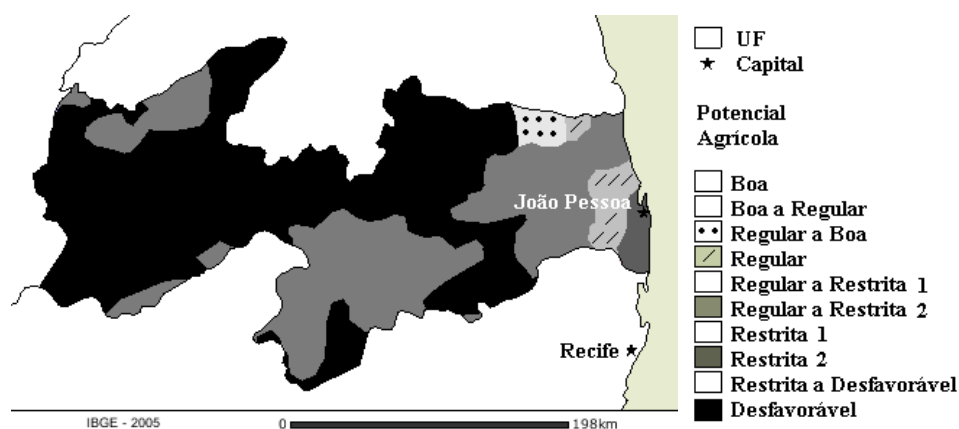 UF
Capital
Potencial
Agrícola
Boa
Boa a Regular
Regular a Boa
Regular
Regular a Restrita 1
Regular a Restrita 2
Restrita 1
Restrita 2
Restrita a Desfavorável
Desfavorável
João Pessoa
Recife
IBGE - 2005
0
198km